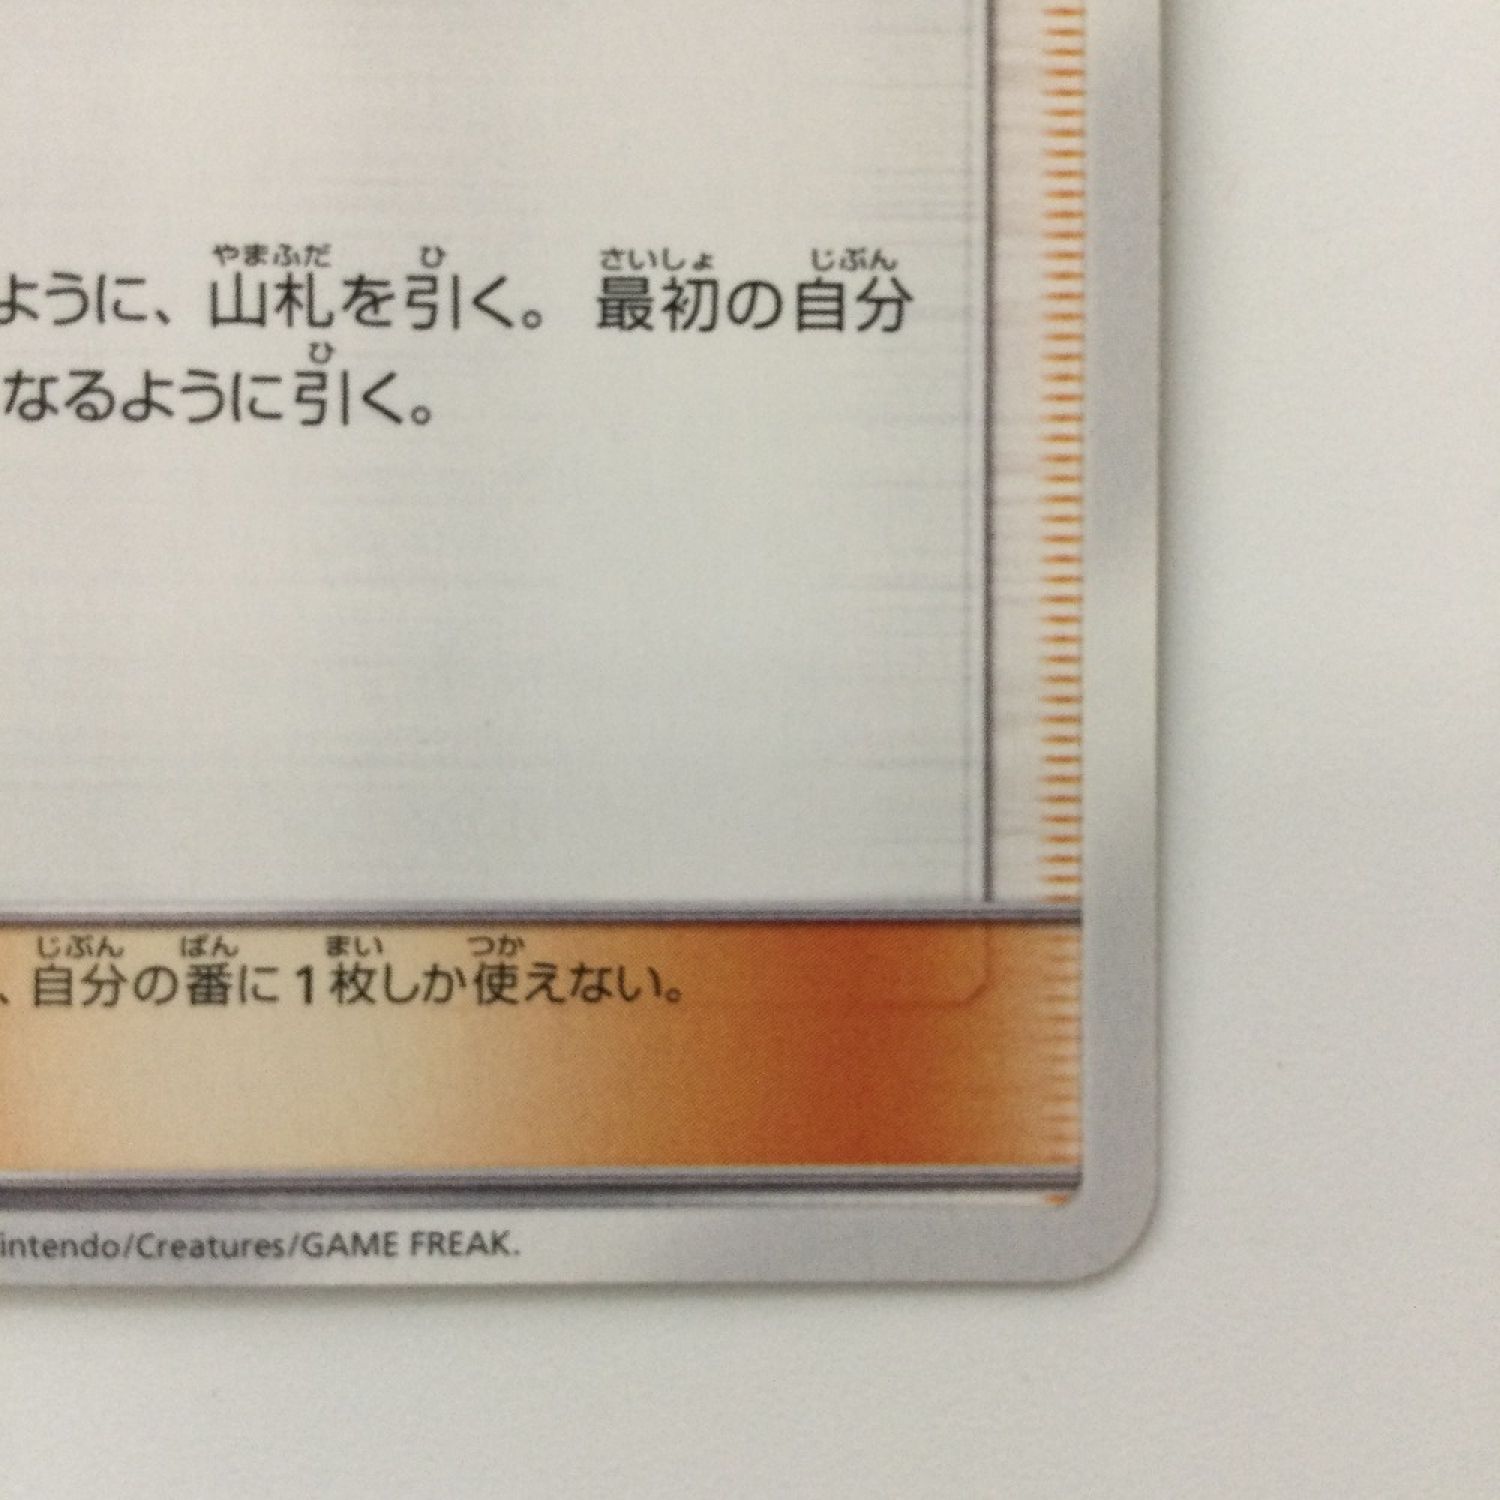 ように、山札を引く。 最初の自分
なるように引く。
、自分の番に1枚しか使えない。
intendo/Creatures/GAME FREAK.